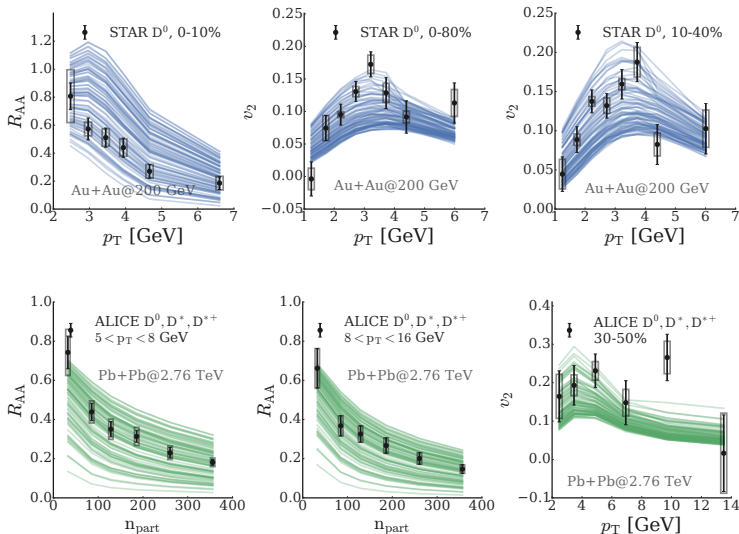 STAR D⁰, 0-10%
1.2
1.0
0.8
0.6
0.4
0.2
0.0
R_AA
Au+Au@200 GeV
2 3 4 5 6 7
p_T [GeV]
STAR D⁰, 0-80%
0.25
0.20
0.15
0.10
0.05
0.00
−0.05
v₂
Au+Au@200 GeV
1 2 3 4 5 6 7
p_T [GeV]
STAR D⁰, 10-40%
0.25
0.20
0.15
0.10
0.05
0.00
v₂
Au+Au@200 GeV
1 2 3 4 5 6 7
p_T [GeV]
1.0
0.8
0.6
0.4
0.2
0.0
R_AA
ALICE D⁰, D*, D*⁺
5 < p_T < 8 GeV
Pb+Pb@2.76 TeV
0 100 200 300 400
n_part
1.0
0.8
0.6
0.4
0.2
0.0
R_AA
ALICE D⁰, D*, D*⁺
8 < p_T < 16 GeV
Pb+Pb@2.76 TeV
0 100 200 300 400
n_part
0.4
0.3
0.2
0.1
0.0
−0.1
v₂
ALICE D⁰, D*, D*⁺
30-50%
Pb+Pb@2.76 TeV
2 4 6 8 10 12 14
p_T [GeV]